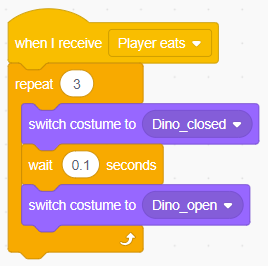 when I receive Player eats
repeat 3
switch costume to Dino_closed
wait 0.1 seconds
switch costume to Dino_open